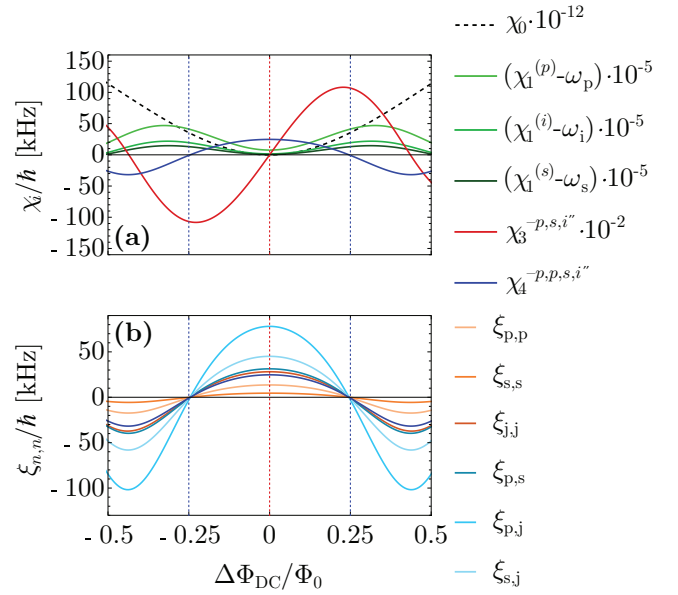 χ₀·10⁻¹²
(χ₁⁽ᵖ⁾-ωₚ)·10⁻⁵
(χ₁⁽ⁱ⁾-ωᵢ)·10⁻⁵
(χ₁⁽ˢ⁾-ωₛ)·10⁻⁵
χ₃⁻ᵖ,ˢ,ⁱ″·10⁻²
χ₄⁻ᵖ,ᵖ,ˢ,ⁱ″
χᵢ/ħ [kHz]
150
100
50
0
- 50
- 100
150
(a)
ξₙ,ₙ/ħ [kHz]
50
0
- 50
- 100
(b)
- 0.5
- 0.25
0
0.25
0.5
ΔΦ_DC/Φ₀
ξₚ,ₚ
ξₛ,ₛ
ξⱼ,ⱼ
ξₚ,ₛ
ξₚ,ⱼ
ξₛ,ⱼ